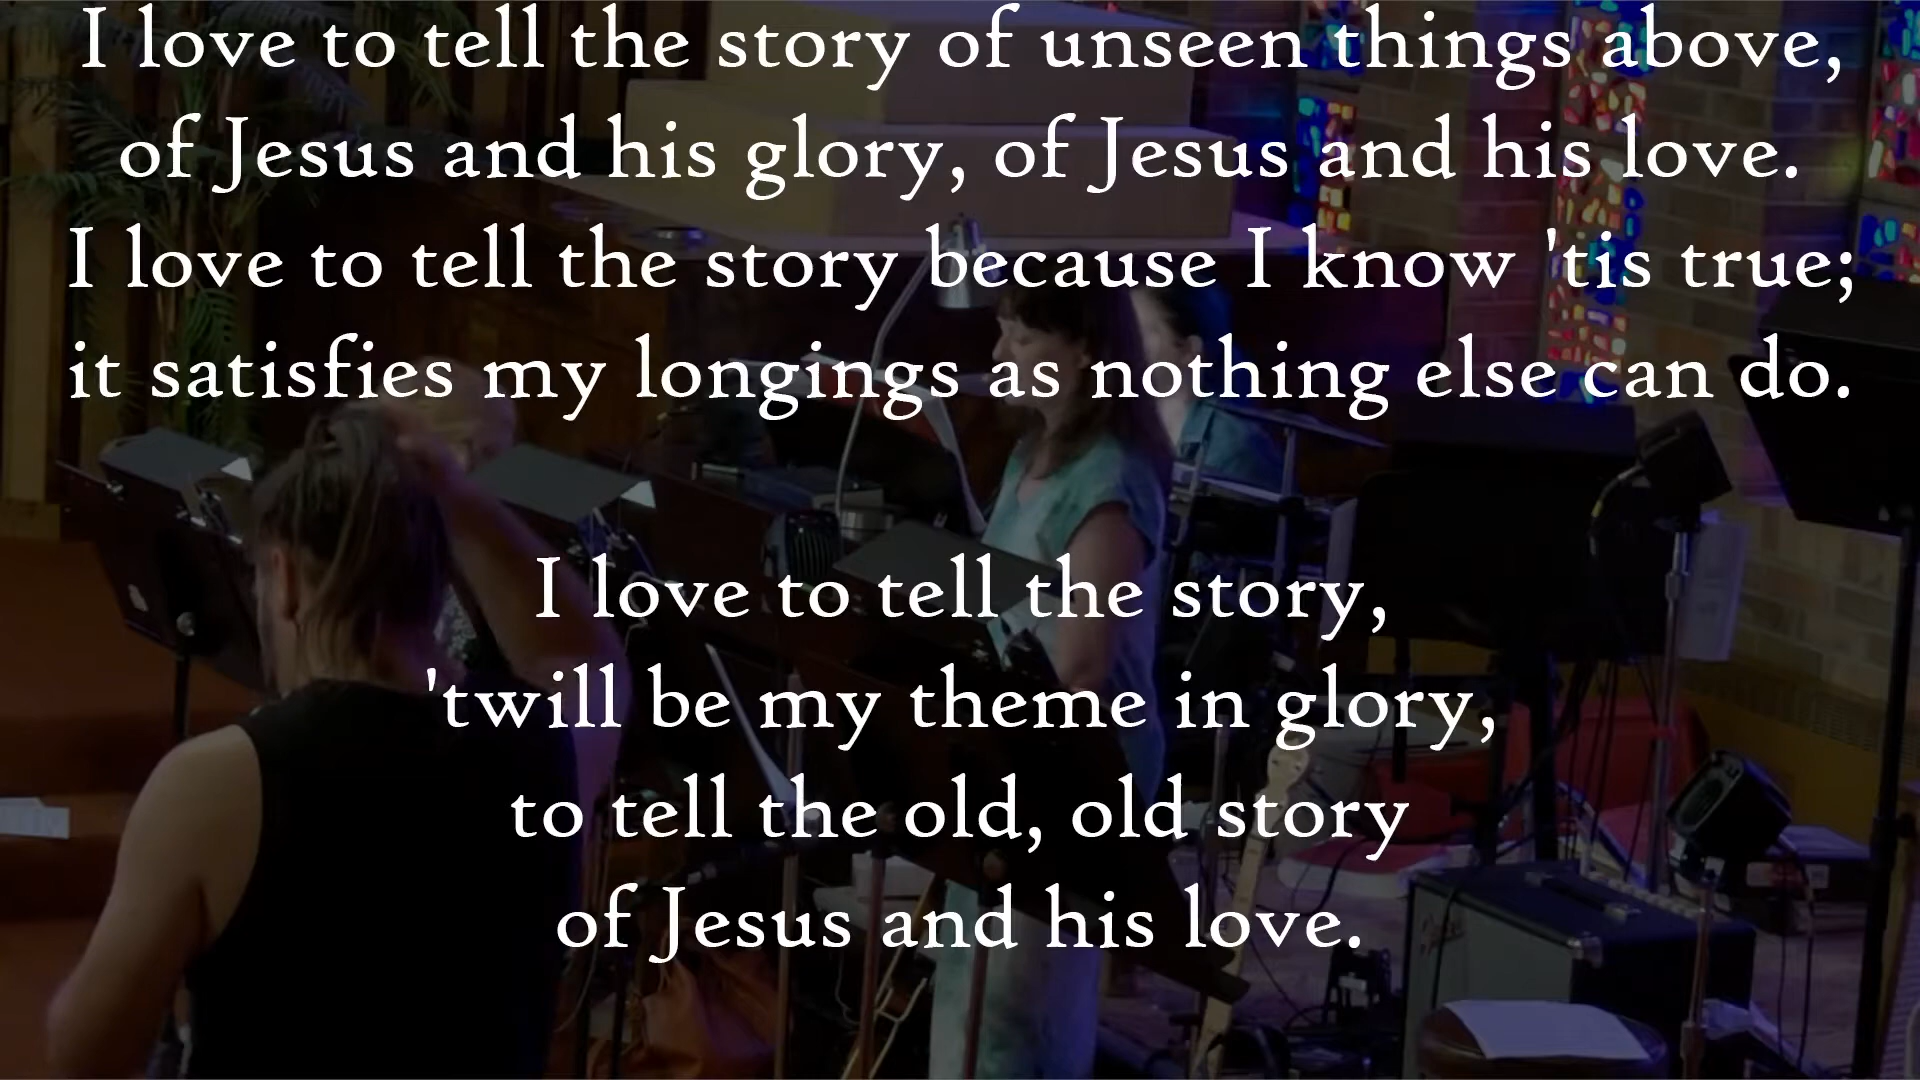 I love to tell the story of unseen things above,
of Jesus and his glory, of Jesus and his love.
I love to tell the story because I know 'tis true;
it satisfies my longings as nothing else can do.
I love to tell the story,
'twill be my theme in glory,
to tell the old, old story
of Jesus and his love.